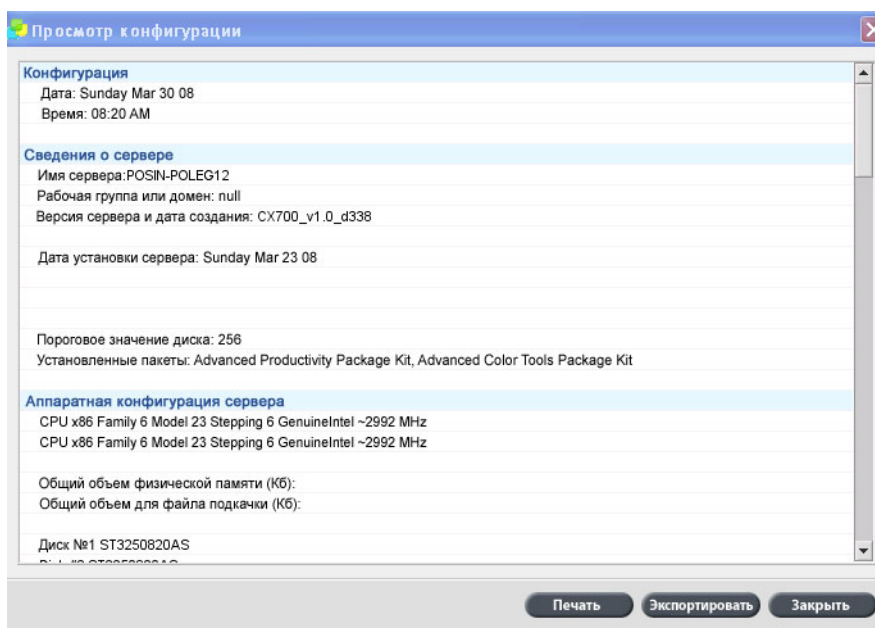 Просмотр конфигурации
Конфигурация
Дата: Sunday Mar 30 08
Время: 08:20 AM
Сведения о сервере
Имя сервера:POSIN-POLEG12
Рабочая группа или домен: null
Версия сервера и дата создания: CX700_v1.0_d338
Дата установки сервера: Sunday Mar 23 08
Пороговое значение диска: 256
Установленные пакеты: Advanced Productivity Package Kit, Advanced Color Tools Package Kit
Аппаратная конфигурация сервера
CPU x86 Family 6 Model 23 Stepping 6 GenuineIntel ~2992 MHz
CPU x86 Family 6 Model 23 Stepping 6 GenuineIntel ~2992 MHz
Общий объем физической памяти (Кб):
Общий объем для файла подкачки (Кб):
Диск №1 ST3250820AS
Печать Экспортировать Закрыть